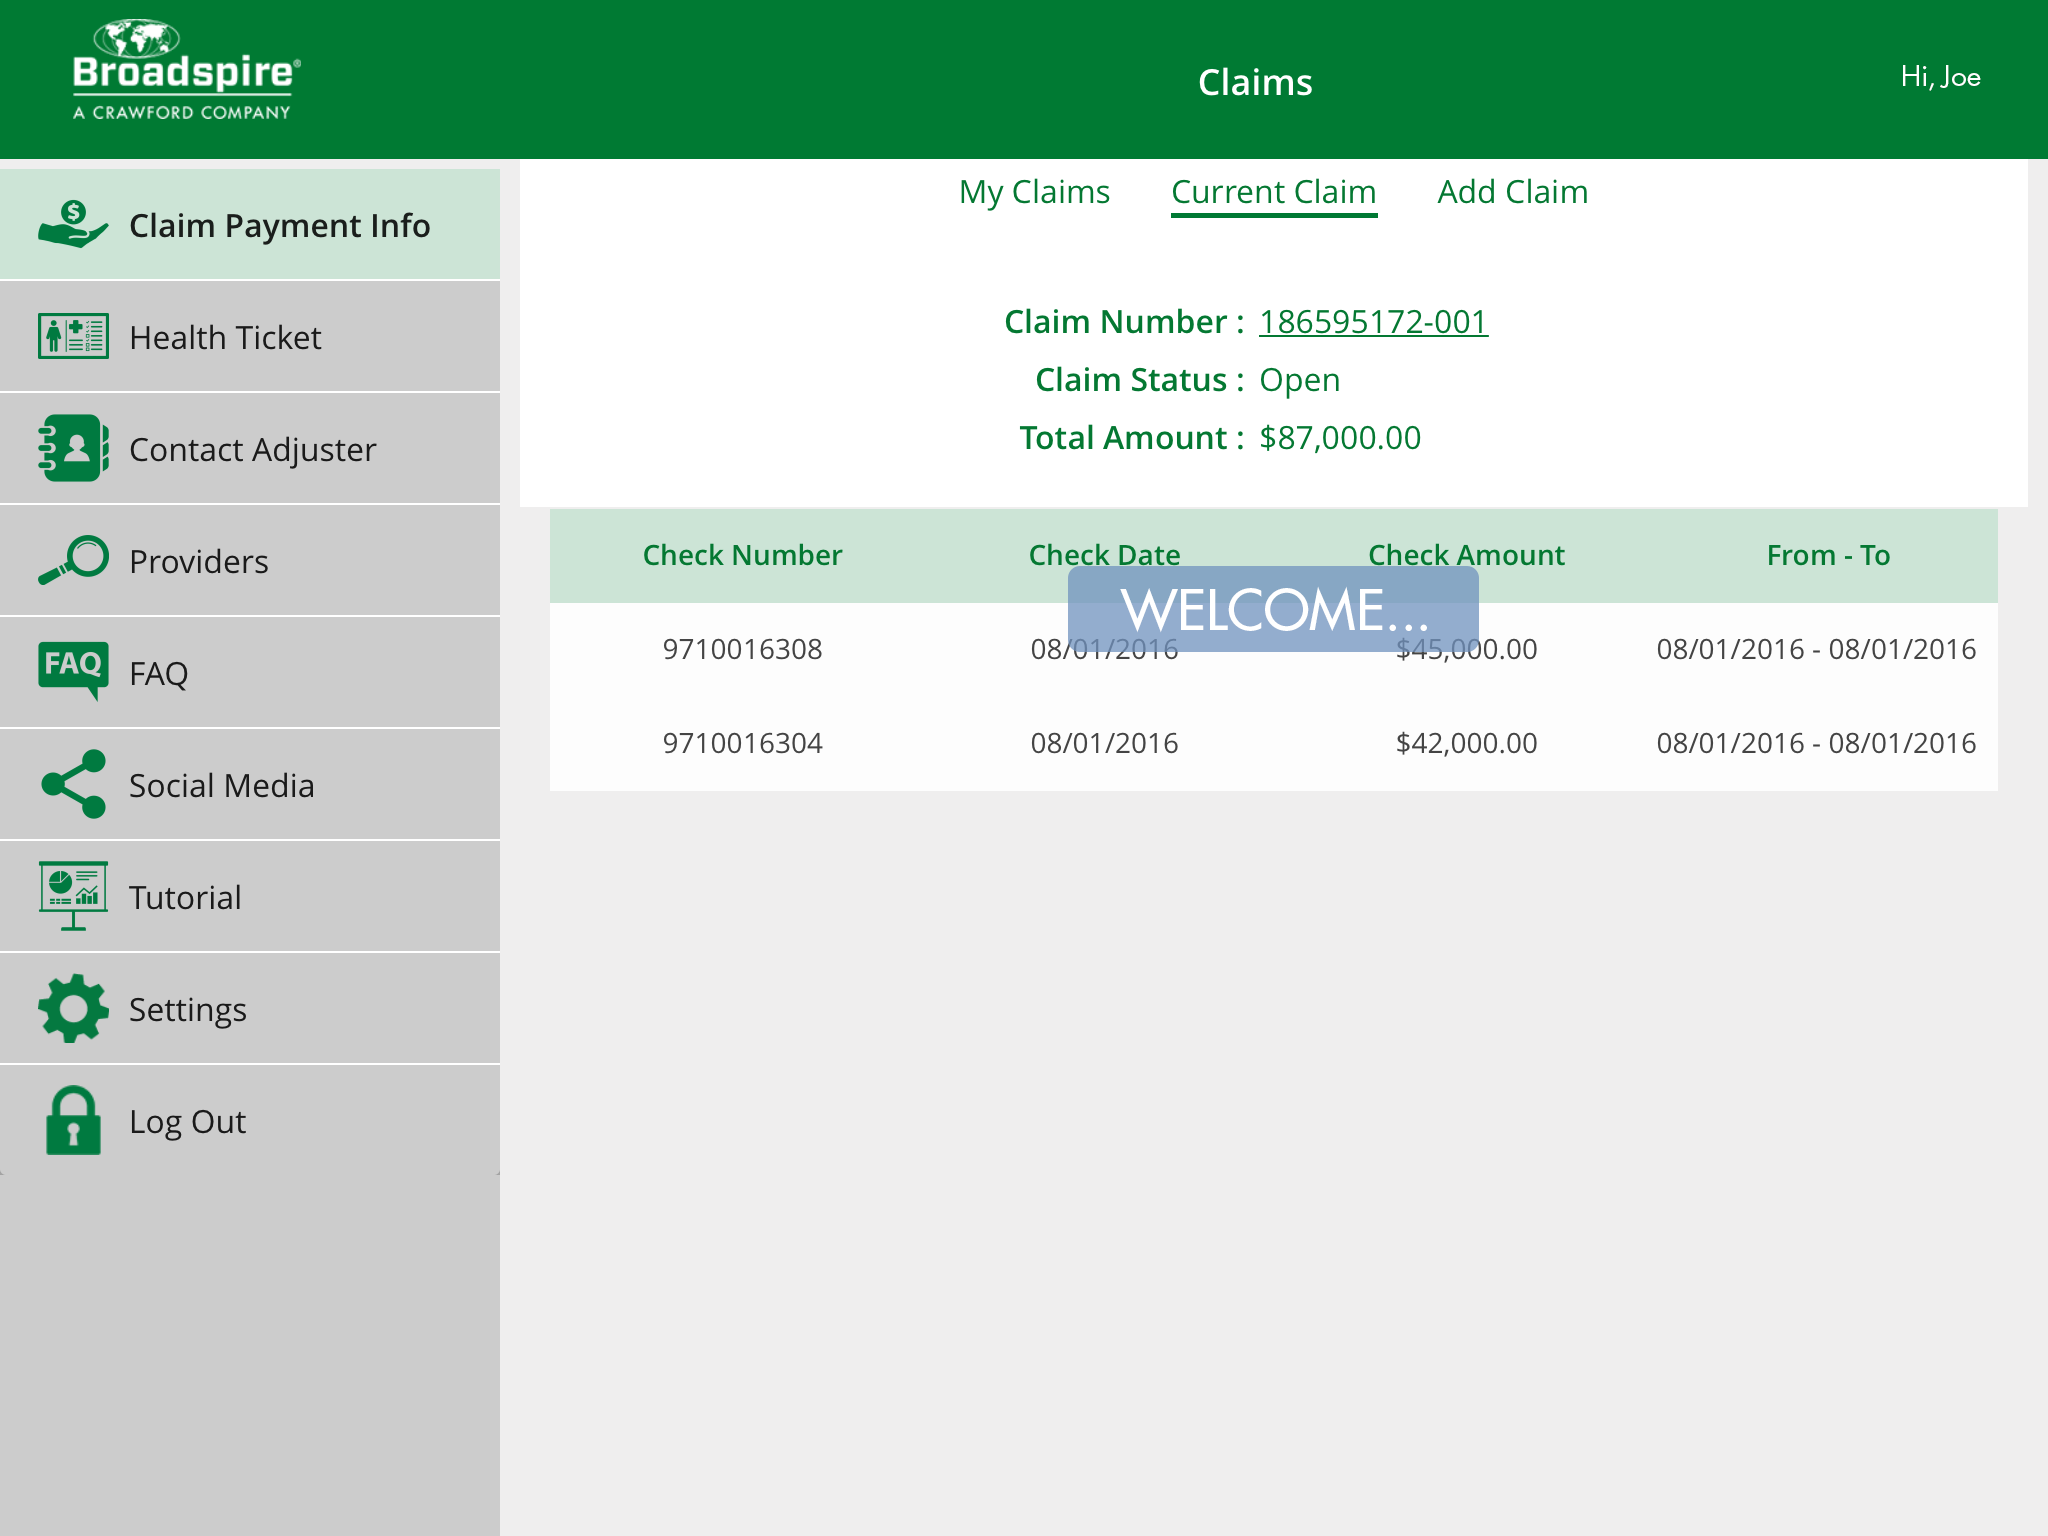 Broadspire®
A CRAWFORD COMPANY
Claims
Hi, Joe
Claim Payment Info
Health Ticket
Contact Adjuster
Providers
FAQ
FAQ
Social Media
Tutorial
Settings
Log Out
My Claims Current Claim Add Claim
Claim Number : 186595172-001
Claim Status : Open
Total Amount : $87,000.00
Check Number Check Date Check Amount From - To
WELCOME...
9710016308 08/01/2016 $45,000.00 08/01/2016 - 08/01/2016
9710016304 08/01/2016 $42,000.00 08/01/2016 - 08/01/2016